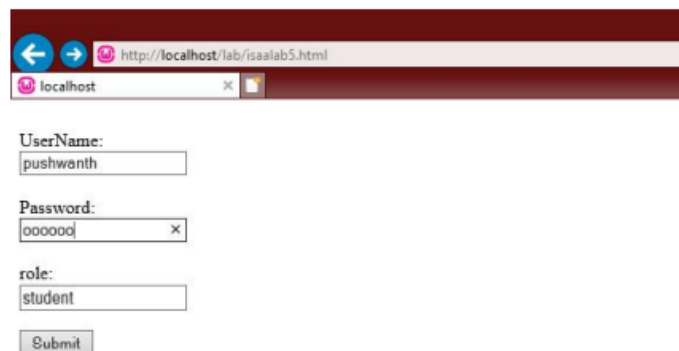 http://localhost/lab/isaalab5.html
localhost
UserName:
pushwanth
Password:
oooooo
role:
student
Submit